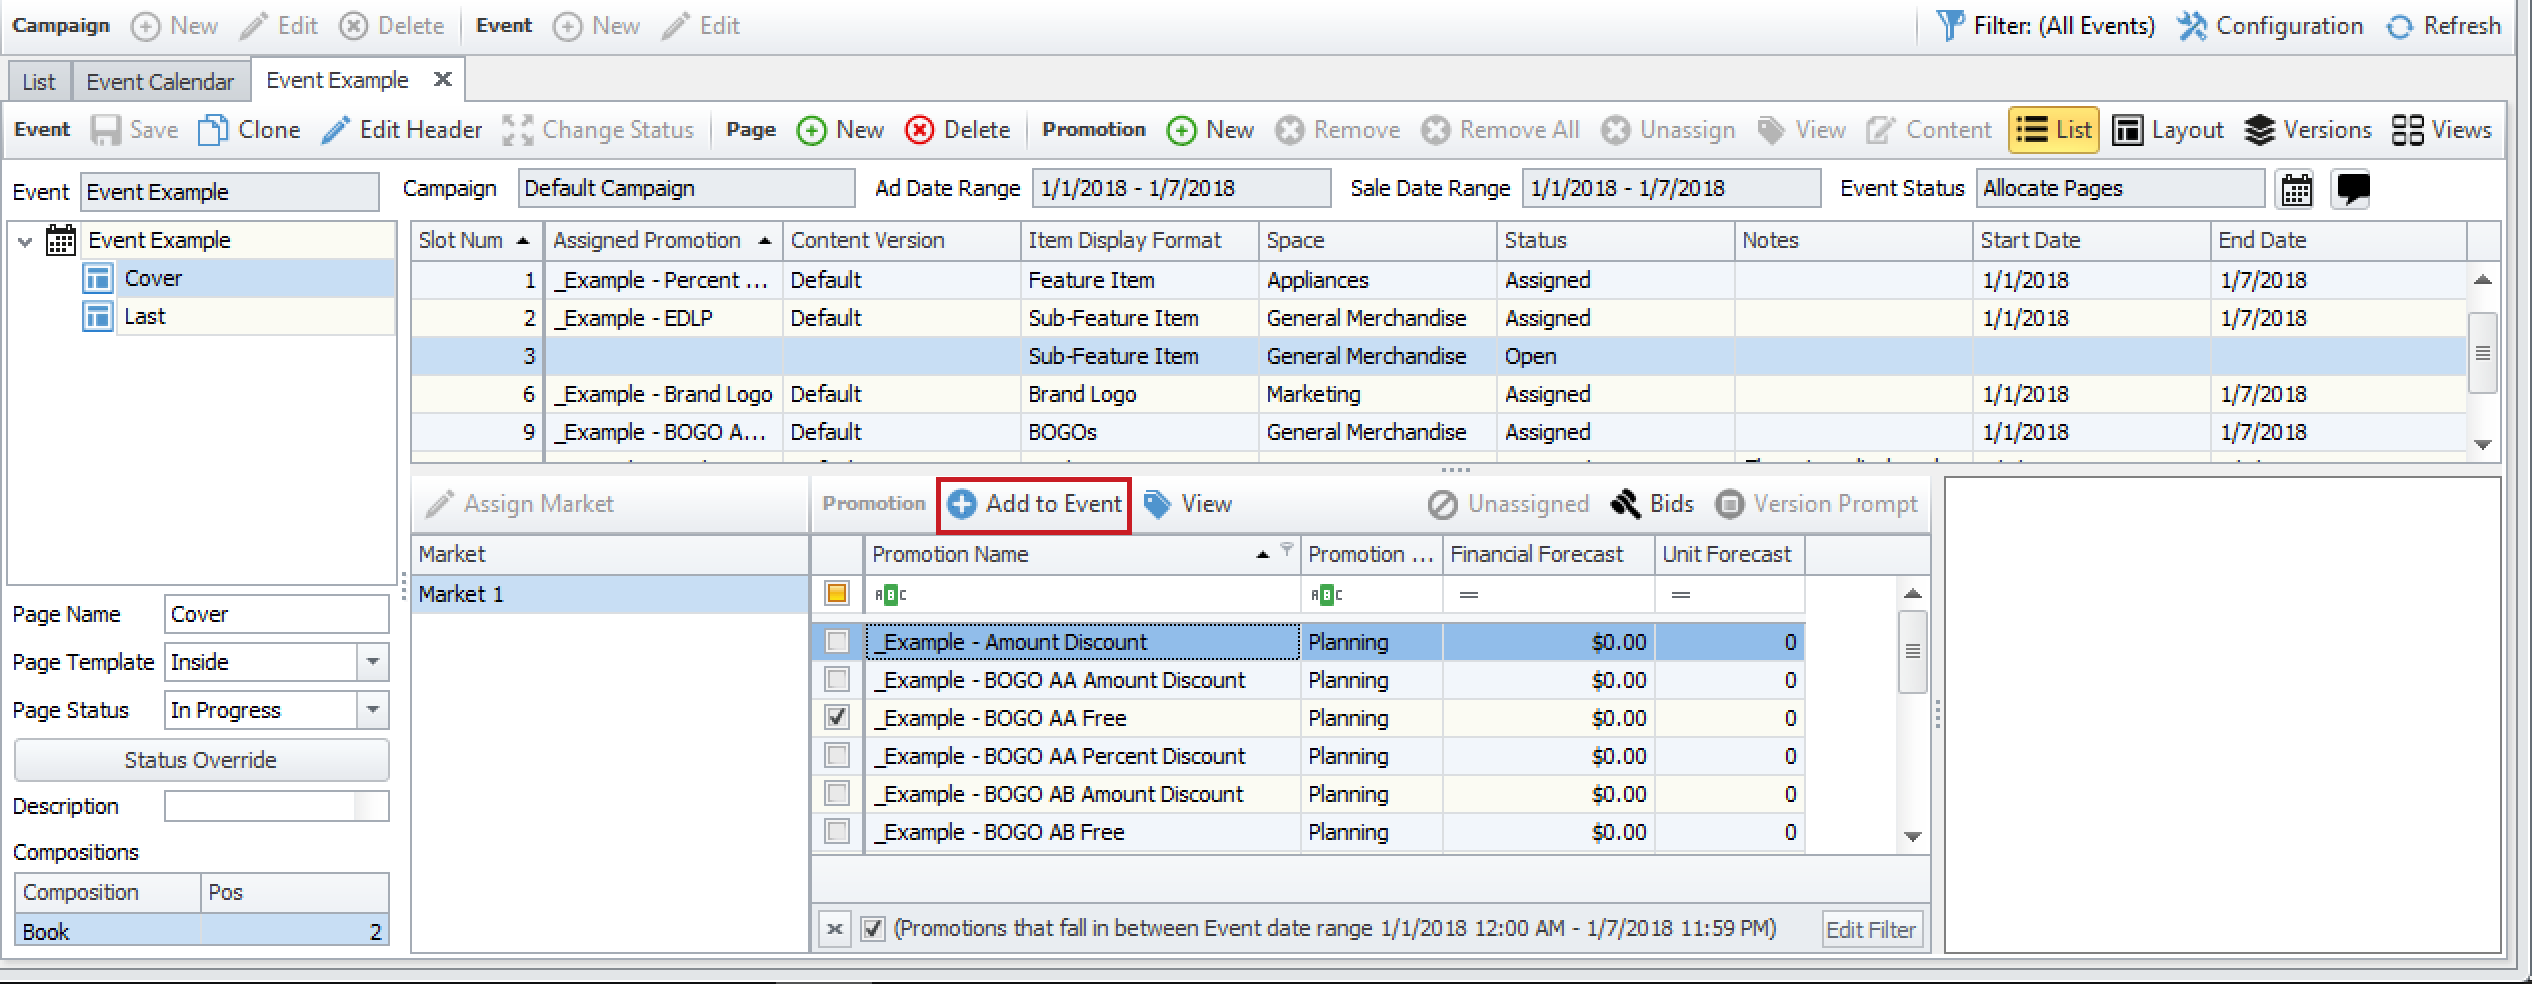 Campaign New Edit Delete Event New Edit Filter: (All Events) Configuration Refresh
List Event Calendar Event Example
Event Save Clone Edit Header Change Status Page New Delete Promotion New Remove Remove All Unassign View Content List Layout Versions Views
Event Event Example Campaign Default Campaign Ad Date Range 1/1/2018 - 1/7/2018 Sale Date Range 1/1/2018 - 1/7/2018 Event Status Allocate Pages
Event Example
Cover
Last
Slot Num Assigned Promotion Content Version Item Display Format Space Status Notes Start Date End Date
1 _Example - Percent ... Default Feature Item Appliances Assigned 1/1/2018 1/7/2018
2 _Example - EDLP Default Sub-Feature Item General Merchandise Assigned 1/1/2018 1/7/2018
3 Sub-Feature Item General Merchandise Open
6 _Example - Brand Logo Default Brand Logo Marketing Assigned 1/1/2018 1/7/2018
9 _Example - BOGO A... Default BOGOs General Merchandise Assigned 1/1/2018 1/7/2018
Page Name Cover
Page Template Inside
Page Status In Progress
Status Override
Description
Compositions
Composition Pos
Book 2
Assign Market
Market
Market 1
Promotion Add to Event View Unassigned Bids Version Prompt
Promotion Name Promotion ... Financial Forecast Unit Forecast
ABC ABC = =
_Example - Amount Discount Planning $0.00 0
_Example - BOGO AA Amount Discount Planning $0.00 0
_Example - BOGO AA Free Planning $0.00 0
_Example - BOGO AA Percent Discount Planning $0.00 0
_Example - BOGO AB Amount Discount Planning $0.00 0
_Example - BOGO AB Free Planning $0.00 0
(Promotions that fall in between Event date range 1/1/2018 12:00 AM - 1/7/2018 11:59 PM) Edit Filter